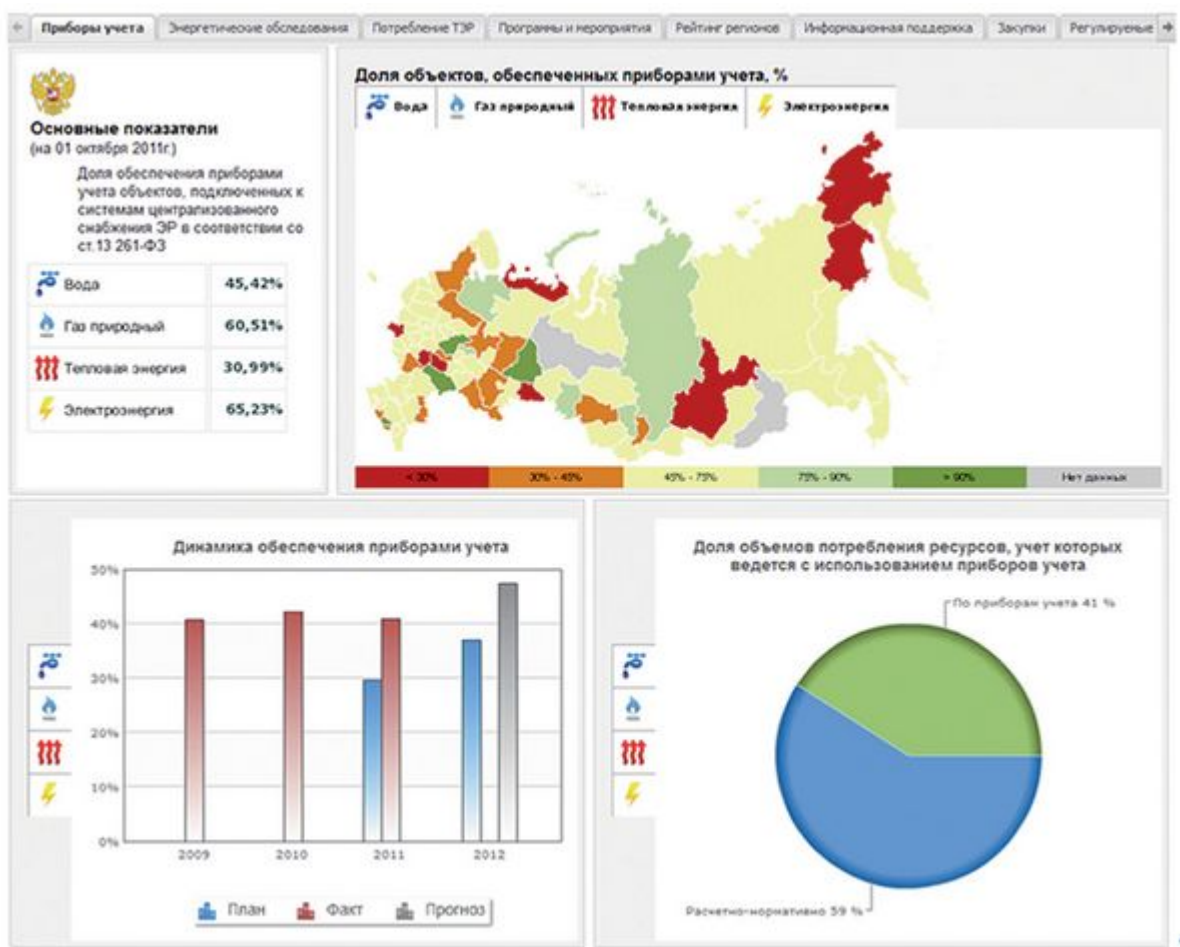 Приборы учета
Энергетические обследования
Потребление ТЭР
Программы и мероприятия
Рейтинг регионов
Информационная поддержка
Закупки
Регулируемые
Основные показатели
(на 01 октября 2011г.)
Доля обеспечения приборами
учета объектов, подключенных к
системам централизованного
снабжения ЭР в соответствии со
ст.13 261-ФЗ
Вода 45,42%
Газ природный 60,51%
Тепловая энергия 30,99%
Электроэнергия 65,23%
Доля объектов, обеспеченных приборами учета, %
Вода
Газ природный
Тепловая энергия
Электроэнергия
< 30%
30% - 45%
45% - 75%
75% - 90%
> 90%
Нет данных
Динамика обеспечения приборами учета
50%
40%
30%
20%
10%
0%
2009
2010
2011
2012
План
Факт
Прогноз
Доля объемов потребления ресурсов, учет которых
ведется с использованием приборов учета
По приборам учета 41 %
Расчетно-нормативно 59 %